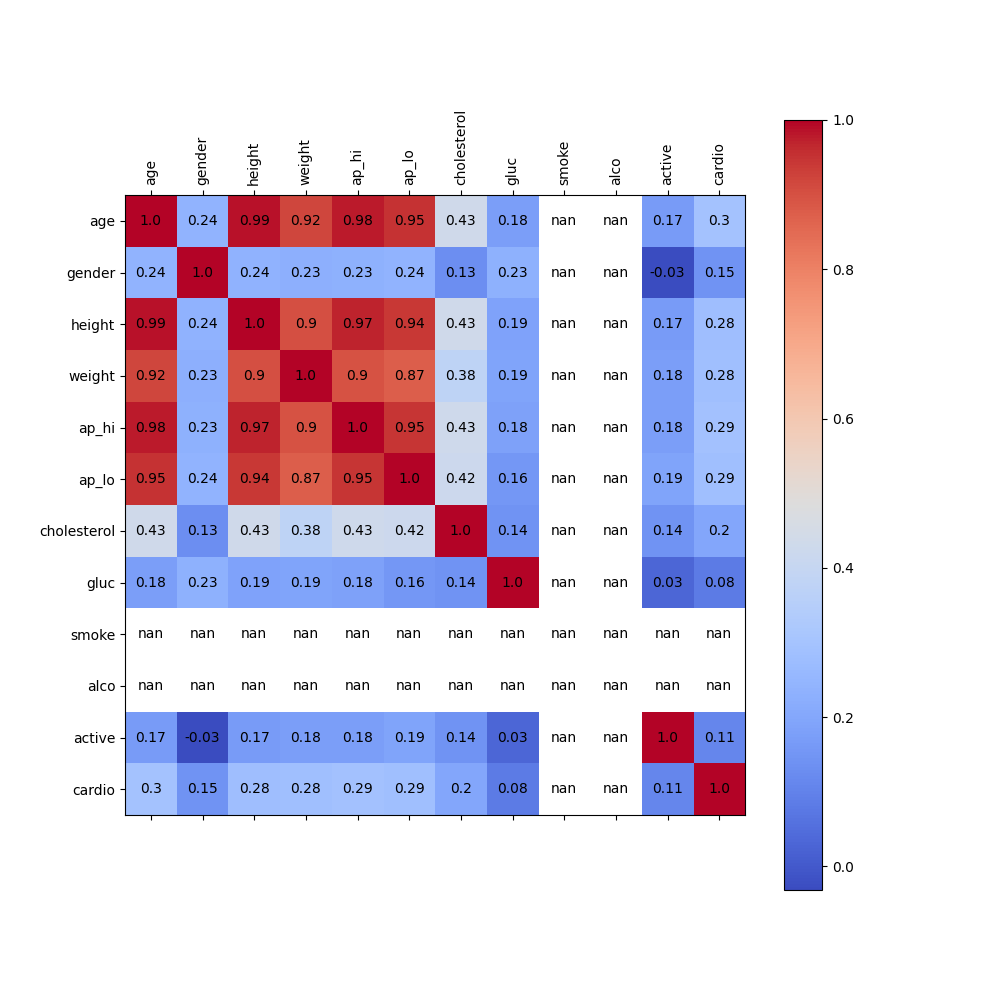 age gender height weight ap_hi ap_lo cholesterol gluc smoke alco active cardio
1.0
age 1.0 0.24 0.99 0.92 0.98 0.95 0.43 0.18 nan nan 0.17 0.3
gender 0.24 1.0 0.24 0.23 0.23 0.24 0.13 0.23 nan nan -0.03 0.15
0.8
height 0.99 0.24 1.0 0.9 0.97 0.94 0.43 0.19 nan nan 0.17 0.28
weight 0.92 0.23 0.9 1.0 0.9 0.87 0.38 0.19 nan nan 0.18 0.28
0.6
ap_hi 0.98 0.23 0.97 0.9 1.0 0.95 0.43 0.18 nan nan 0.18 0.29
ap_lo 0.95 0.24 0.94 0.87 0.95 1.0 0.42 0.16 nan nan 0.19 0.29
cholesterol 0.43 0.13 0.43 0.38 0.43 0.42 1.0 0.14 nan nan 0.14 0.2
0.4
gluc 0.18 0.23 0.19 0.19 0.18 0.16 0.14 1.0 nan nan 0.03 0.08
smoke nan nan nan nan nan nan nan nan nan nan nan nan
alco nan nan nan nan nan nan nan nan nan nan nan nan
0.2
active 0.17 -0.03 0.17 0.18 0.18 0.19 0.14 0.03 nan nan 1.0 0.11
cardio 0.3 0.15 0.28 0.28 0.29 0.29 0.2 0.08 nan nan 0.11 1.0
0.0